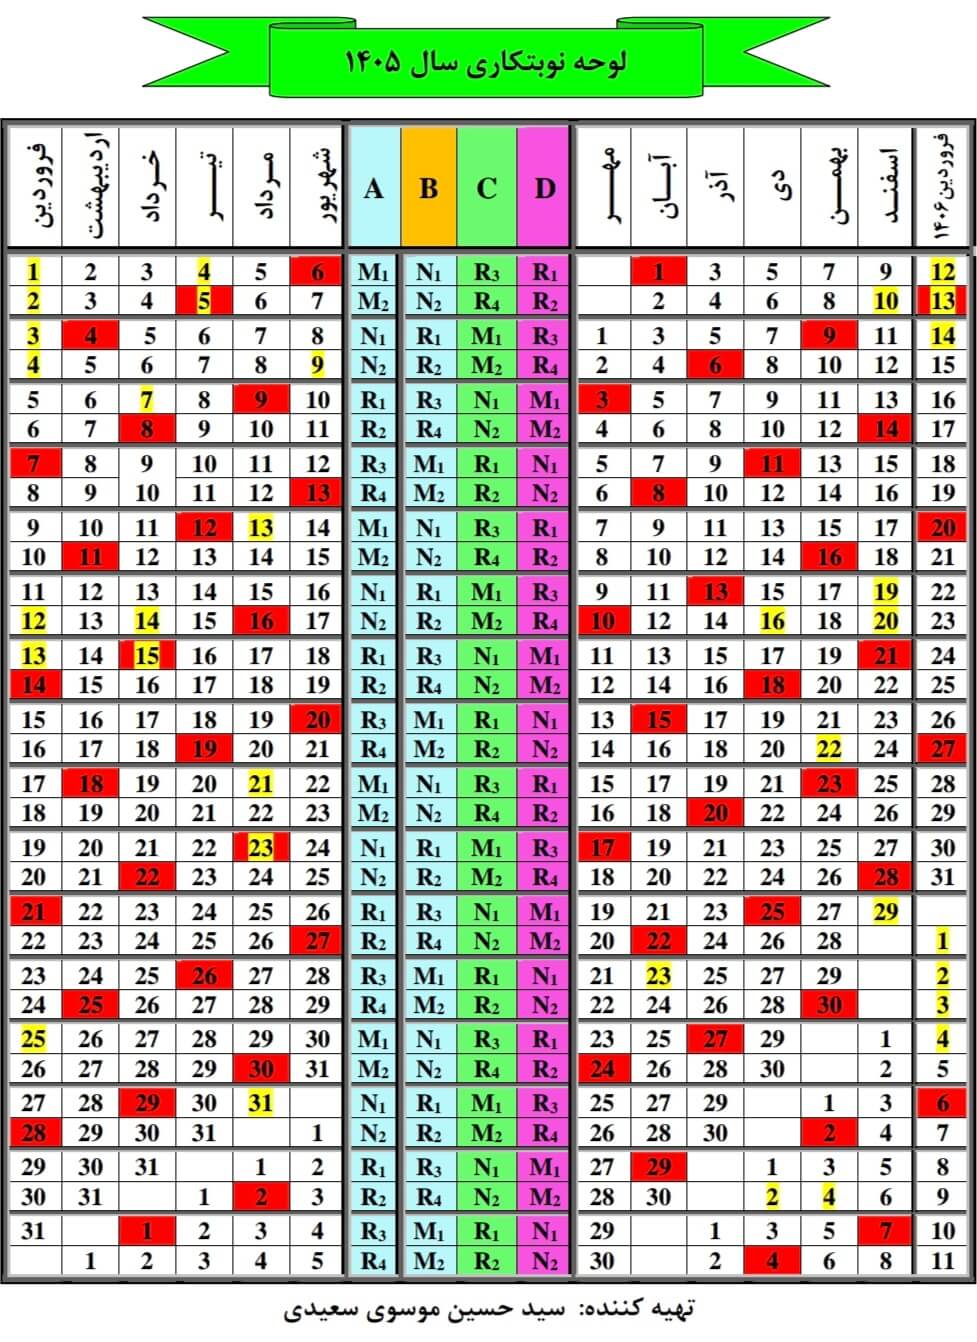 لوحه نوبتکاری سال ۱۴۰۵
فروردین اردیبهشت خرداد تیر مرداد شهریور A B C D مهر آبان آذر دی بهمن اسفند فروردین ۱۴۰۶
1 2 3 4 5 6 M1 N1 R3 R1 1 3 5 7 9 12
2 3 4 5 6 7 M2 N2 R4 R2 2 4 6 8 10 13
3 4 5 6 7 8 N1 R1 M1 R3 1 3 5 7 9 11 14
4 5 6 7 8 9 N2 R2 M2 R4 2 4 6 8 10 12 15
5 6 7 8 9 10 R1 R3 N1 M1 3 5 7 9 11 13 16
6 7 8 9 10 11 R2 R4 N2 M2 4 6 8 10 12 14 17
7 8 9 10 11 12 R3 M1 R1 N1 5 7 9 11 13 15 18
8 9 10 11 12 13 R4 M2 R2 N2 6 8 10 12 14 16 19
9 10 11 12 13 14 M1 N1 R3 R1 7 9 11 13 15 17 20
10 11 12 13 14 15 M2 N2 R4 R2 8 10 12 14 16 18 21
11 12 13 14 15 16 N1 R1 M1 R3 9 11 13 15 17 19 22
12 13 14 15 16 17 N2 R2 M2 R4 10 12 14 16 18 20 23
13 14 15 16 17 18 R1 R3 N1 M1 11 13 15 17 19 21 24
14 15 16 17 18 19 R2 R4 N2 M2 12 14 16 18 20 22 25
15 16 17 18 19 20 R3 M1 R1 N1 13 15 17 19 21 23 26
16 17 18 19 20 21 R4 M2 R2 N2 14 16 18 20 22 24 27
17 18 19 20 21 22 M1 N1 R3 R1 15 17 19 21 23 25 28
18 19 20 21 22 23 M2 N2 R4 R2 16 18 20 22 24 26 29
19 20 21 22 23 24 N1 R1 M1 R3 17 19 21 23 25 27 30
20 21 22 23 24 25 N2 R2 M2 R4 18 20 22 24 26 28 31
21 22 23 24 25 26 R1 R3 N1 M1 19 21 23 25 27 29
22 23 24 25 26 27 R2 R4 N2 M2 20 22 24 26 28 1
23 24 25 26 27 28 R3 M1 R1 N1 21 23 25 27 29 2
24 25 26 27 28 29 R4 M2 R2 N2 22 24 26 28 30 3
25 26 27 28 29 30 M1 N1 R3 R1 23 25 27 29 1 4
26 27 28 29 30 31 M2 N2 R4 R2 24 26 28 30 2 5
27 28 29 30 31 N1 R1 M1 R3 25 27 29 1 3 6
28 29 30 31 1 N2 R2 M2 R4 26 28 30 2 4 7
29 30 31 1 2 R1 R3 N1 M1 27 29 1 3 5 8
30 31 1 2 3 R2 R4 N2 M2 28 30 2 4 6 9
31 1 2 3 4 R3 M1 R1 N1 29 1 3 5 7 10
1 2 3 4 5 R4 M2 R2 N2 30 2 4 6 8 11
تهیه کننده: سید حسین موسوی سعیدی